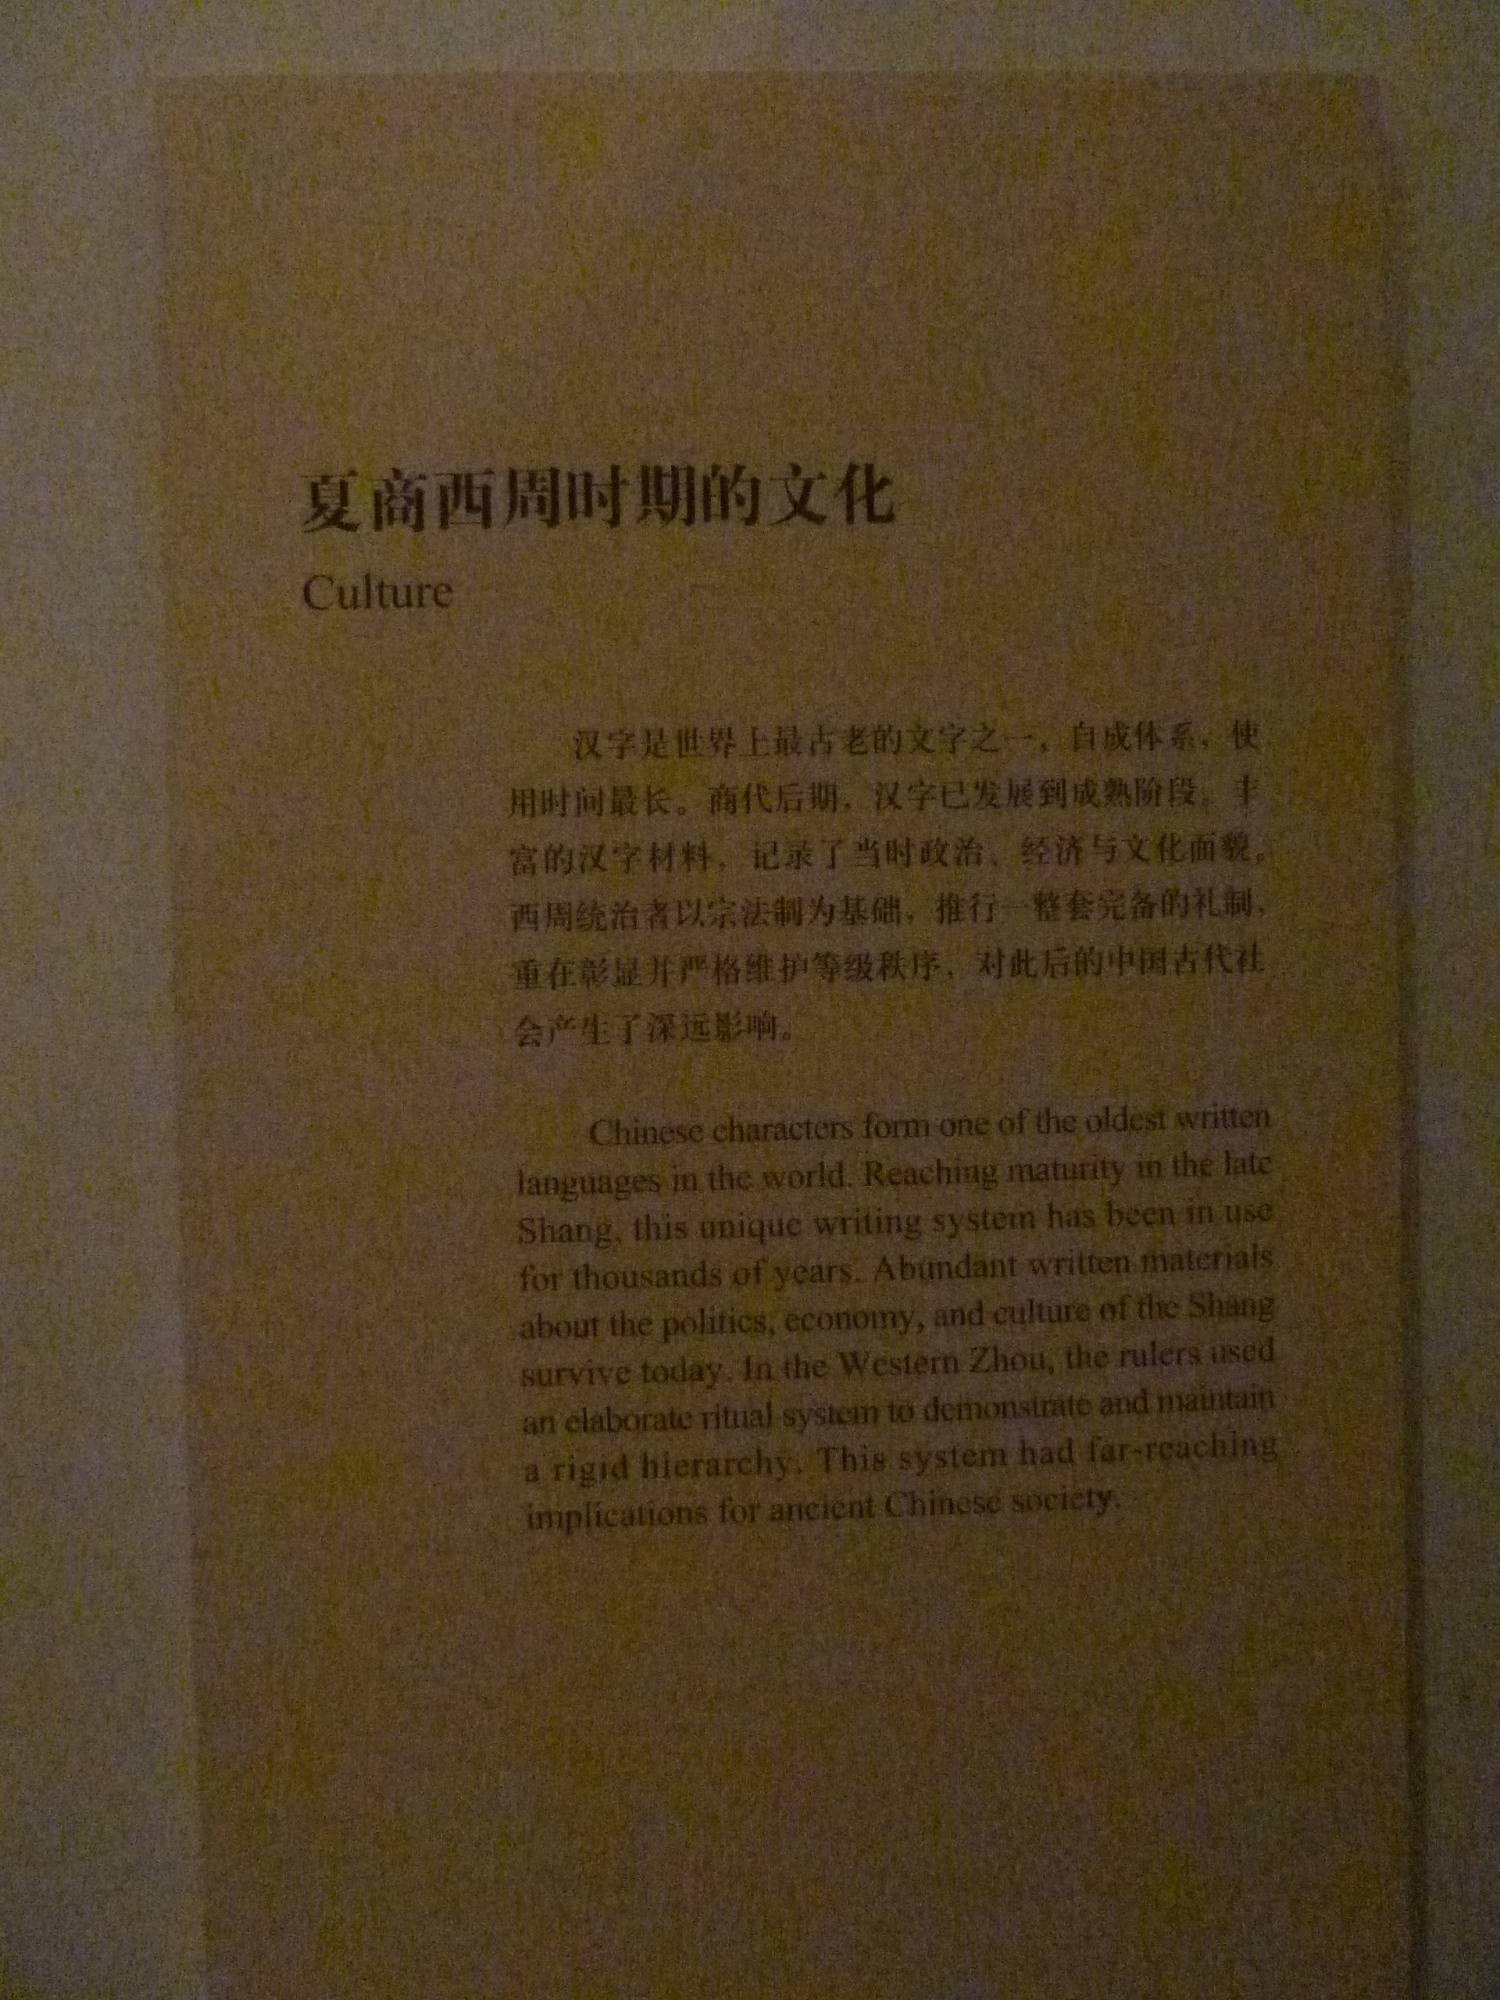 夏商西周时期的文化
Culture
汉字是世界上最古老的文字之一，自成体系，使
用时间最长。商代后期，汉字已发展到成熟阶段。丰
富的汉字材料，记录了当时政治、经济与文化面貌。
西周统治者以宗法制为基础，推行一整套完备的礼制，
重在彰显并严格维护等级秩序，对此后的中国古代社
会产生了深远影响。
Chinese characters form one of the oldest written
languages in the world. Reaching maturity in the late
Shang, this unique writing system has been in use
for thousands of years. Abundant written materials
about the politics, economy, and culture of the Shang
survive today. In the Western Zhou, the rulers used
an elaborate ritual system to demonstrate and maintain
a rigid hierarchy. This system had far-reaching
implications for ancient Chinese society.